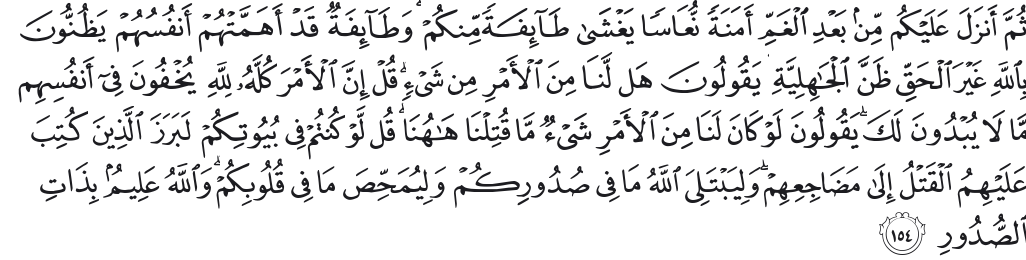 ثُمَّ أَنزَلَ عَلَيْكُم مِّنۢ بَعْدِ ٱلْغَمِّ أَمَنَةً نُّعَاسًا يَغْشَىٰ طَآئِفَةً مِّنكُمْ ۖ وَطَآئِفَةٌ قَدْ أَهَمَّتْهُمْ أَنفُسُهُمْ يَظُنُّونَ
بِٱللَّهِ غَيْرَ ٱلْحَقِّ ظَنَّ ٱلْجَٰهِلِيَّةِ ۖ يَقُولُونَ هَل لَّنَا مِنَ ٱلْأَمْرِ مِن شَىْءٍ ۗ قُلْ إِنَّ ٱلْأَمْرَ كُلَّهُۥ لِلَّهِ ۗ يُخْفُونَ فِىٓ أَنفُسِهِم
مَّا لَا يُبْدُونَ لَكَ ۖ يَقُولُونَ لَوْ كَانَ لَنَا مِنَ ٱلْأَمْرِ شَىْءٌ مَّا قُتِلْنَا هَٰهُنَا ۗ قُل لَّوْ كُنتُمْ فِى بُيُوتِكُمْ لَبَرَزَ ٱلَّذِينَ كُتِبَ
عَلَيْهِمُ ٱلْقَتْلُ إِلَىٰ مَضَاجِعِهِمْ ۖ وَلِيَبْتَلِىَ ٱللَّهُ مَا فِى صُدُورِكُمْ وَلِيُمَحِّصَ مَا فِى قُلُوبِكُمْ ۗ وَٱللَّهُ عَلِيمٌۢ بِذَاتِ
ٱلصُّدُورِ ١٥٤